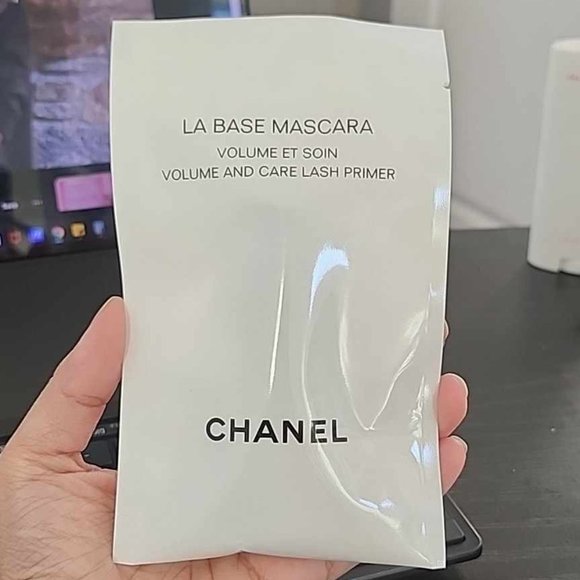 LA BASE MASCARA
VOLUME ET SOIN
VOLUME AND CARE LASH PRIMER
CHANEL